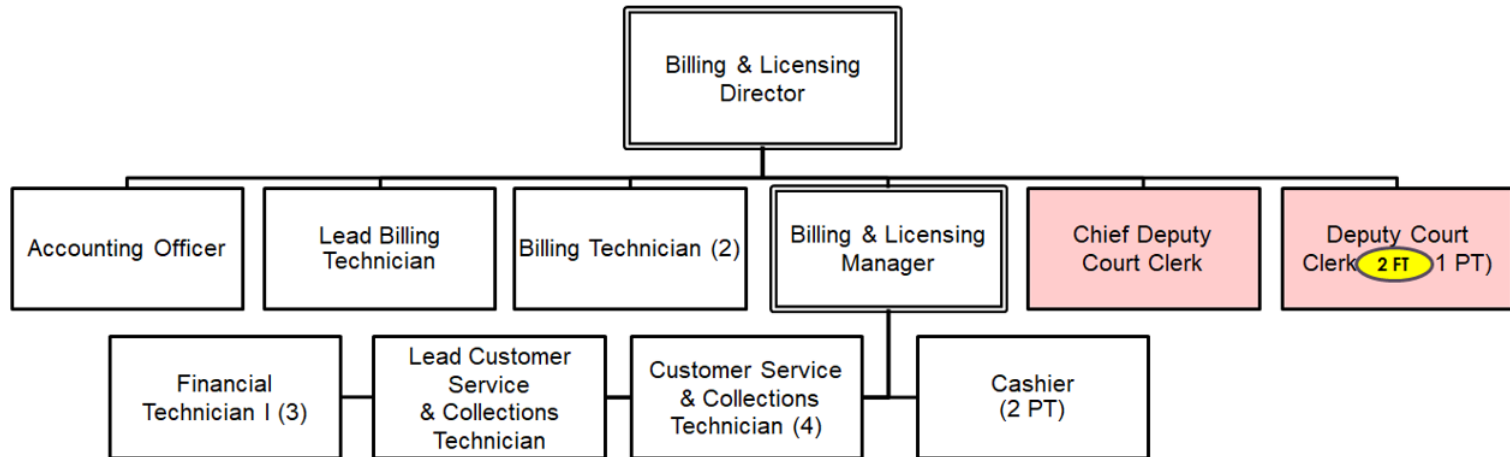 Billing & Licensing
Director
Accounting Officer
Lead Billing
Technician
Billing Technician (2)
Billing & Licensing
Manager
Chief Deputy
Court Clerk
Deputy Court
Clerk 2 FT 1 PT)
Financial
Technician I (3)
Lead Customer
Service
& Collections
Technician
Customer Service
& Collections
Technician (4)
Cashier
(2 PT)